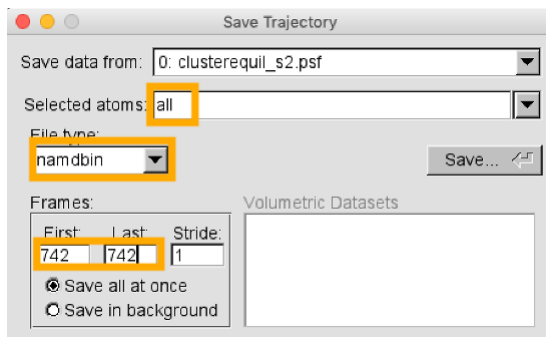 Save Trajectory
Save data from: 0: clusterequil_s2.psf
Selected atoms: all
File type:
namdbin
Save...
Frames:
Volumetric Datasets
First: Last: Stride:
742 742 1
Save all at once
Save in background